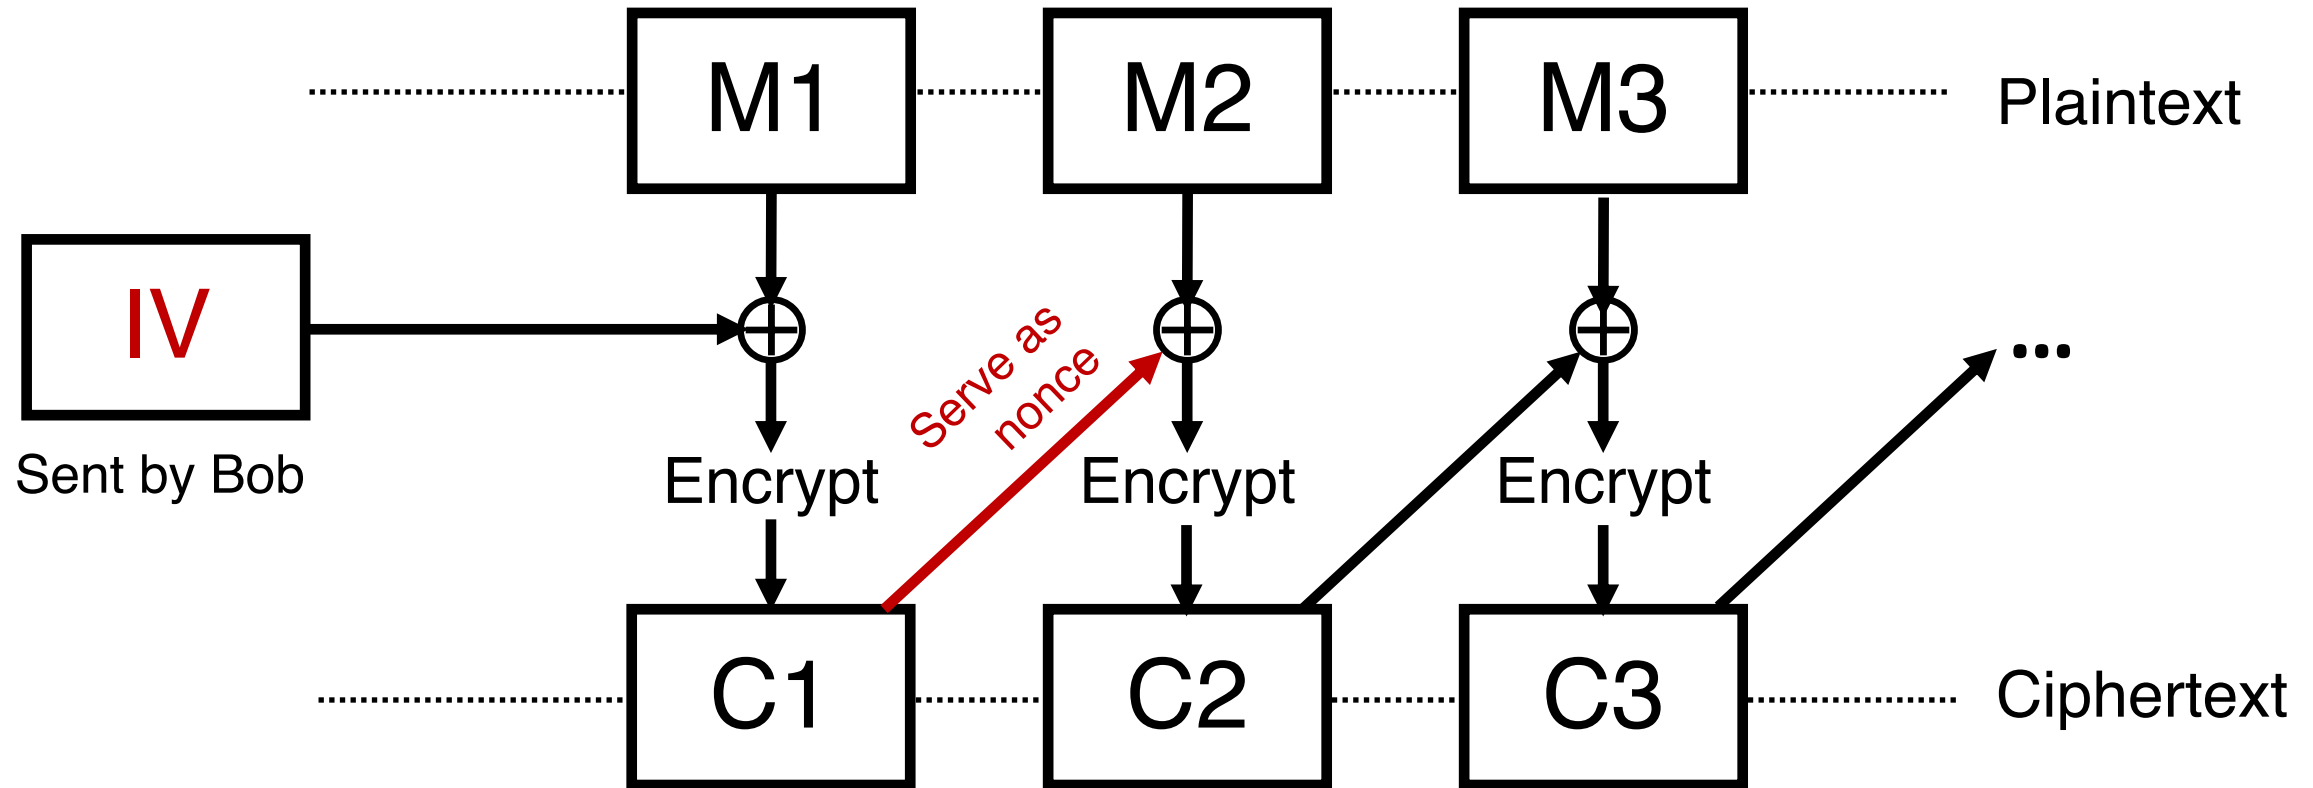 M1 M2 M3 Plaintext
IV
Sent by Bob
Serve as
nonce
...
Encrypt Encrypt Encrypt
C1 C2 C3 Ciphertext